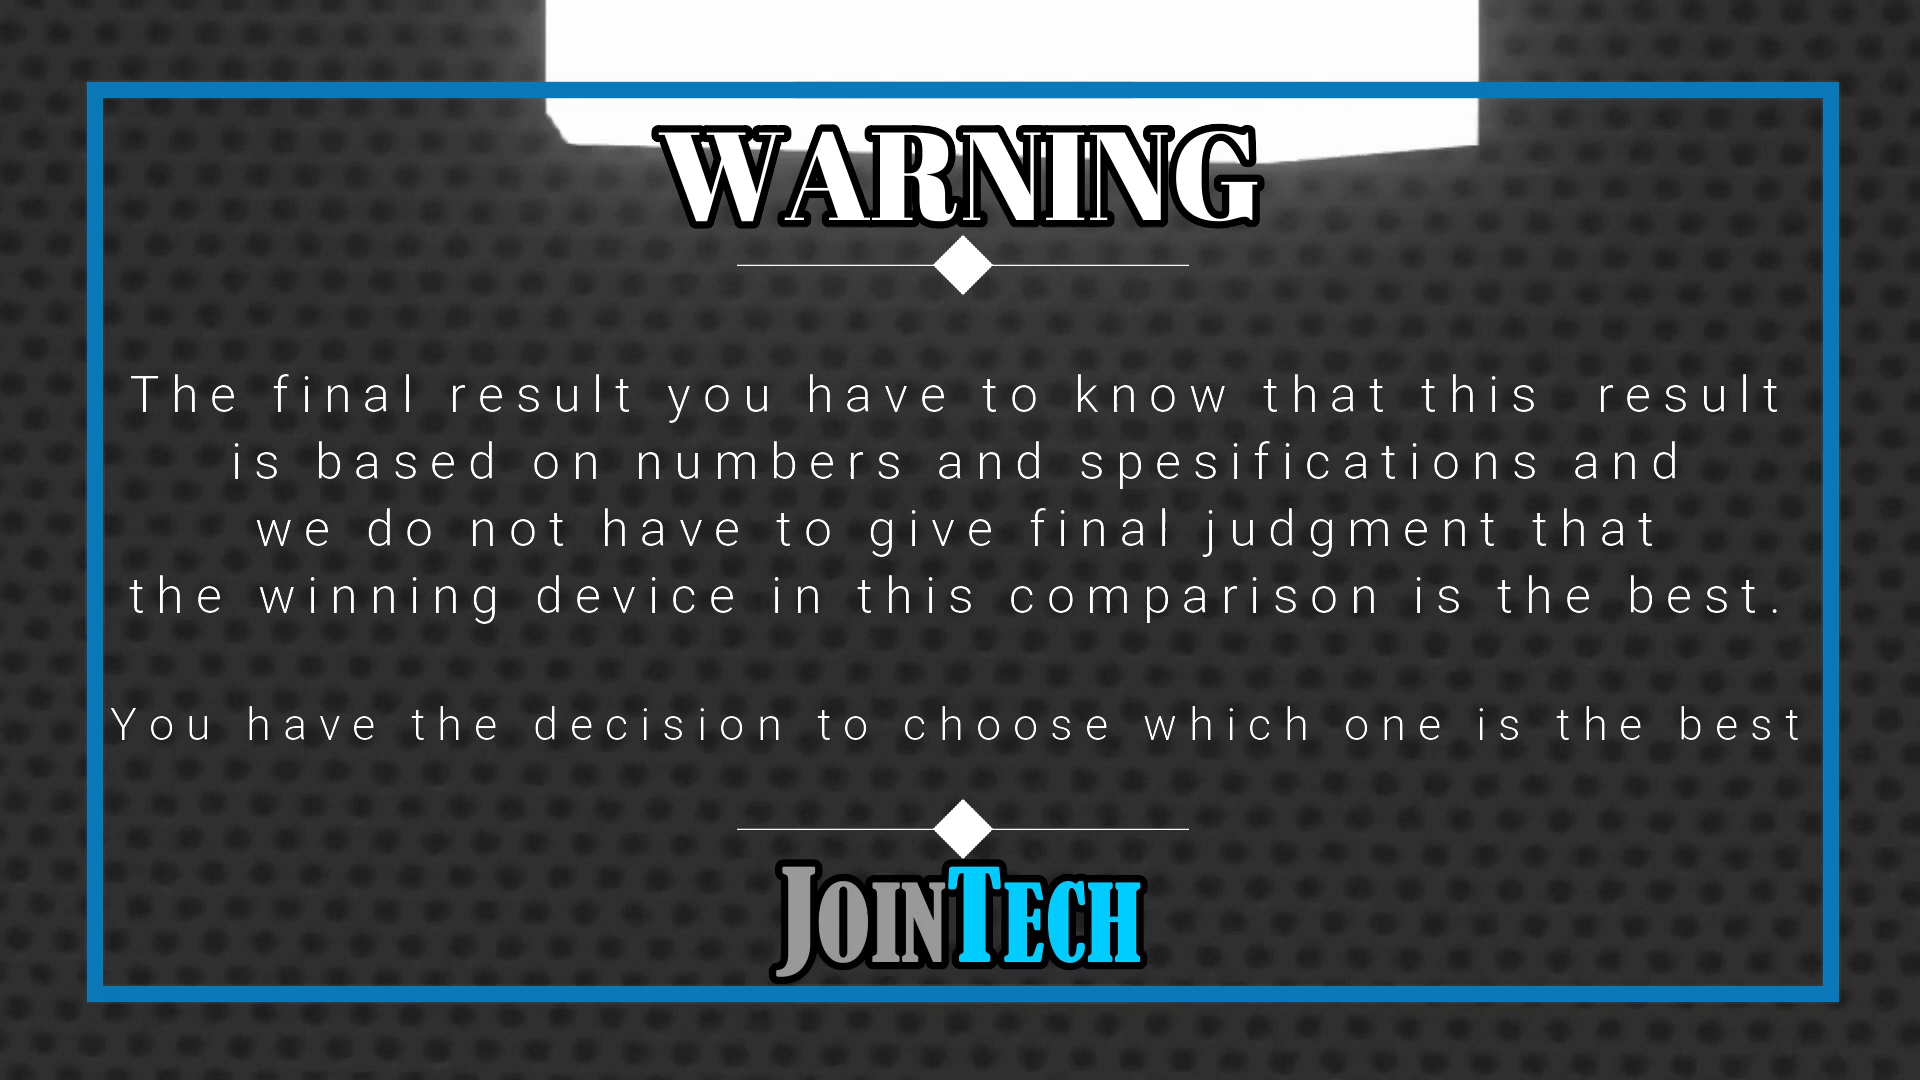 WARNING
The final result you have to know that this result
is based on numbers and spesifications and
we do not have to give final judgment that
the winning device in this comparison is the best.
You have the decision to choose which one is the best
JOINTECH